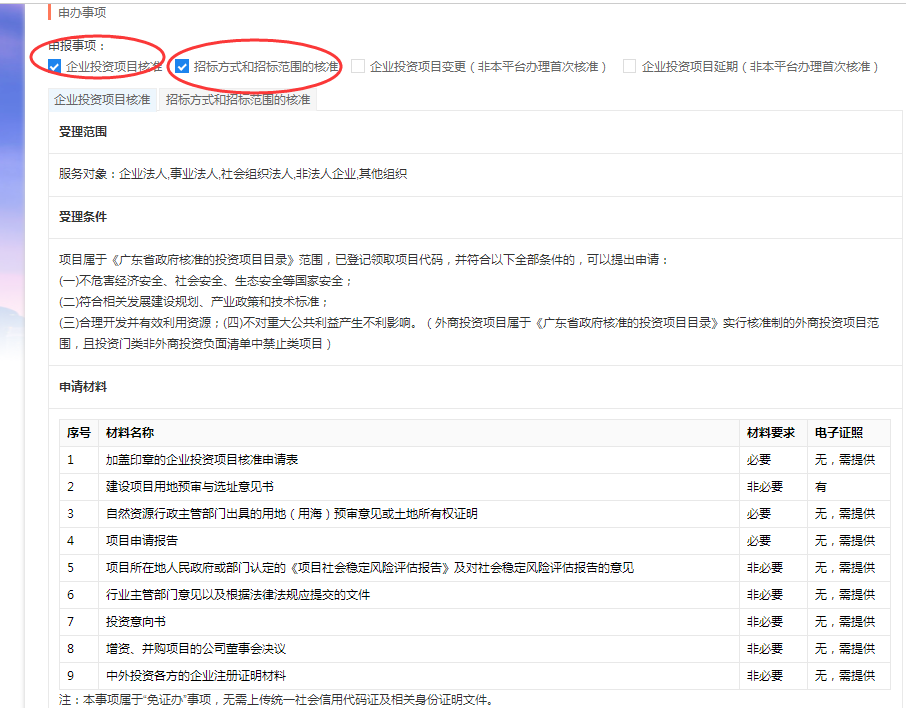 申办事项
申报事项：
企业投资项目核准 招标方式和招标范围的核准 企业投资项目变更（非本平台办理首次核准） 企业投资项目延期（非本平台办理首次核准）
企业投资项目核准 招标方式和招标范围的核准
受理范围
服务对象：企业法人,事业法人,社会组织法人,非法人企业,其他组织
受理条件
项目属于《广东省政府核准的投资项目目录》范围，已登记领取项目代码，并符合以下全部条件的，可以提出申请：
(一)不危害经济安全、社会安全、生态安全等国家安全；
(二)符合相关发展建设规划、产业政策和技术标准；
(三)合理开发并有效利用资源；(四)不对重大公共利益产生不利影响。（外商投资项目属于《广东省政府核准的投资项目目录》实行核准制的外商投资项目范
围，且投资门类非外商投资负面清单中禁止类项目）
申请材料
序号 材料名称 材料要求 电子证照
1 加盖印章的企业投资项目核准申请表 必要 无，需提供
2 建设项目用地预审与选址意见书 非必要 有
3 自然资源行政主管部门出具的用地（用海）预审意见或土地所有权证明 必要 无，需提供
4 项目申请报告 必要 无，需提供
5 项目所在地人民政府或部门认定的《项目社会稳定风险评估报告》及对社会稳定风险评估报告的意见 非必要 无，需提供
6 行业主管部门意见以及根据法律法规应提交的文件 非必要 无，需提供
7 投资意向书 非必要 无，需提供
8 增资、并购项目的公司董事会决议 非必要 无，需提供
9 中外投资各方的企业注册证明材料 非必要 无，需提供
注：本事项属于“免证办”事项，无需上传统一社会信用代码证及相关身份证明文件。